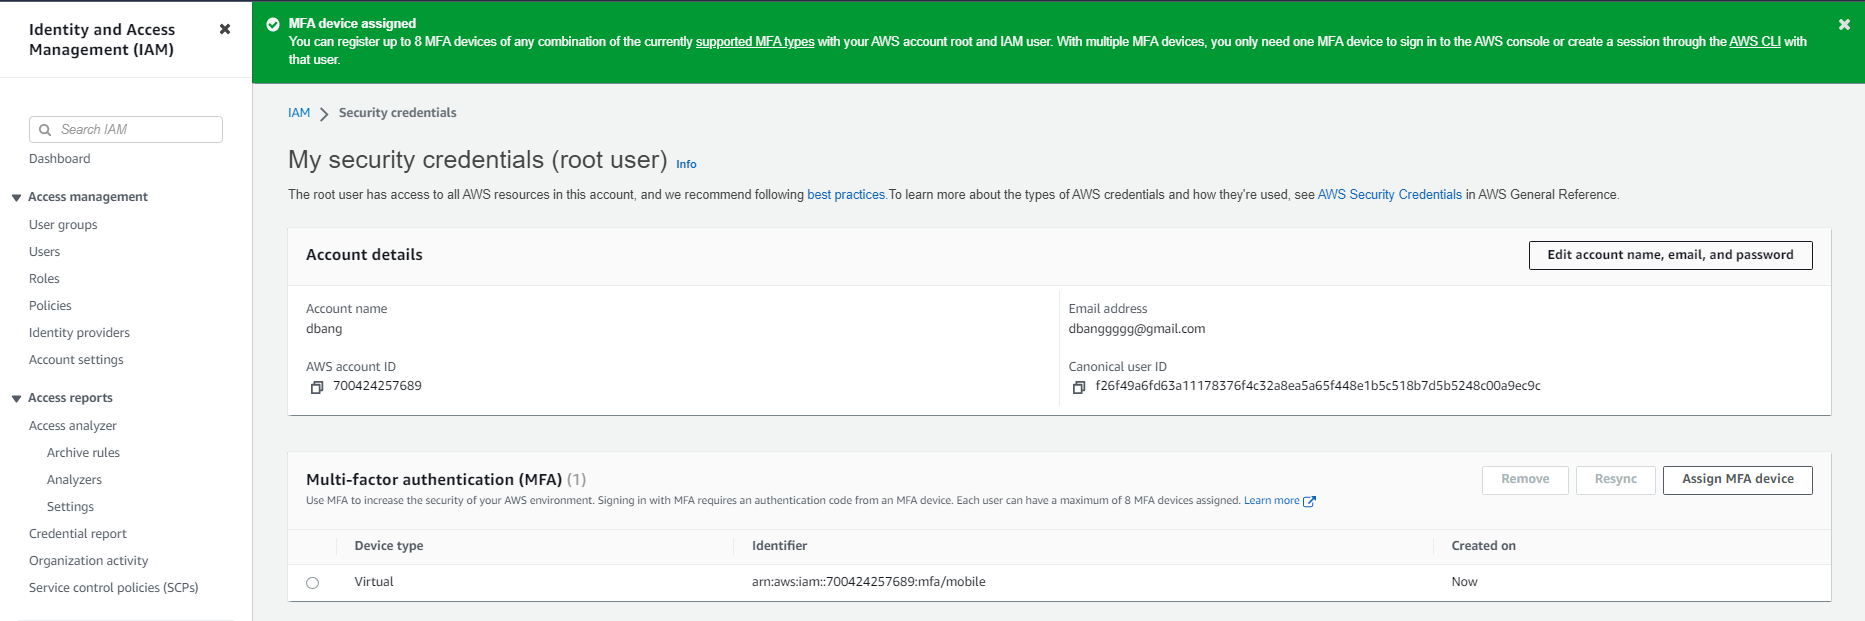 Identity and Access
Management (IAM)
Search IAM
Dashboard
Access management
User groups
Users
Roles
Policies
Identity providers
Account settings
Access reports
Access analyzer
Archive rules
Analyzers
Settings
Credential report
Organization activity
Service control policies (SCPs)
MFA device assigned
You can register up to 8 MFA devices of any combination of the currently supported MFA types with your AWS account root and IAM user. With multiple MFA devices, you only need one MFA device to sign in to the AWS console or create a session through the AWS CLI with
that user.
IAM Security credentials
My security credentials (root user) Info
The root user has access to all AWS resources in this account, and we recommend following best practices.To learn more about the types of AWS credentials and how they're used, see AWS Security Credentials in AWS General Reference.
Account details
Edit account name, email, and password
Account name
dbang
Email address
dbanggggg@gmail.com
AWS account ID
700424257689
Canonical user ID
f26f49a6fd63a11178376f4c32a8ea5a65f448e1b5c518b7d5b5248c00a9ec9c
Multi-factor authentication (MFA) (1)
Remove Resync Assign MFA device
Use MFA to increase the security of your AWS environment. Signing in with MFA requires an authentication code from an MFA device. Each user can have a maximum of 8 MFA devices assigned. Learn more
Device type Identifier Created on
Virtual arn:aws:iam::700424257689:mfa/mobile Now